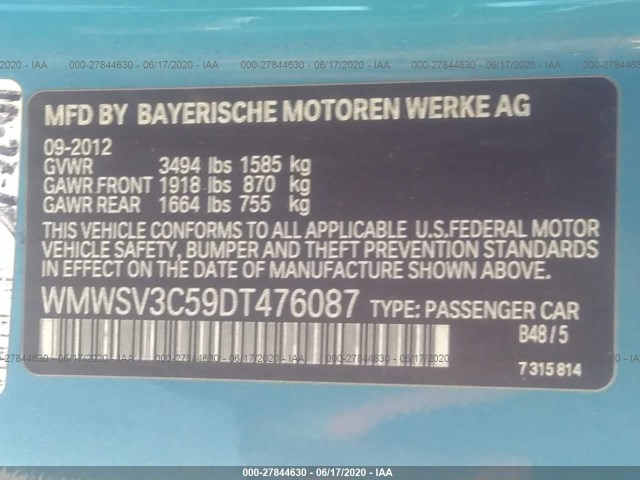 000-27844630 - 06/17/2020 - IAA
MFD BY BAYERISCHE MOTOREN WERKE AG
09-2012
GVWR 3494 lbs 1585 kg
GAWR FRONT 1918 lbs 870 kg
GAWR REAR 1664 lbs 755 kg
THIS VEHICLE CONFORMS TO ALL APPLICABLE U.S.FEDERAL MOTOR
VEHICLE SAFETY, BUMPER AND THEFT PREVENTION STANDARDS
IN EFFECT ON THE DATE OF MANUFACTURE SHOWN ABOVE.
WMWSV3C59DT476087 TYPE: PASSENGER CAR
B48/5
7315814
000-27844630 - 06/17/2020 - IAA